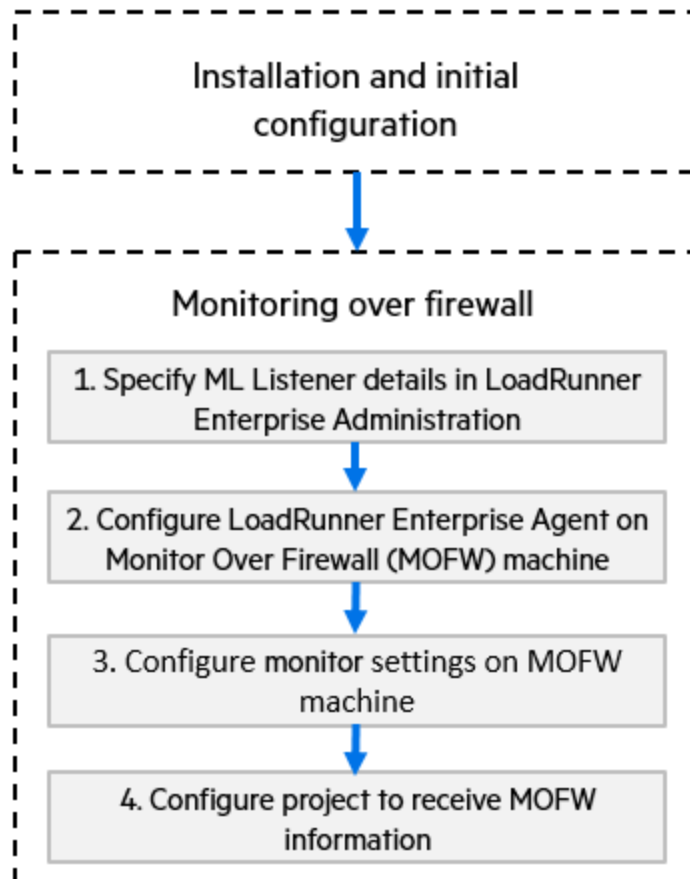 Installation and initial
configuration
Monitoring over firewall
1. Specify ML Listener details in LoadRunner
Enterprise Administration
2. Configure LoadRunner Enterprise Agent on
Monitor Over Firewall (MOFW) machine
3. Configure monitor settings on MOFW
machine
4. Configure project to receive MOFW
information